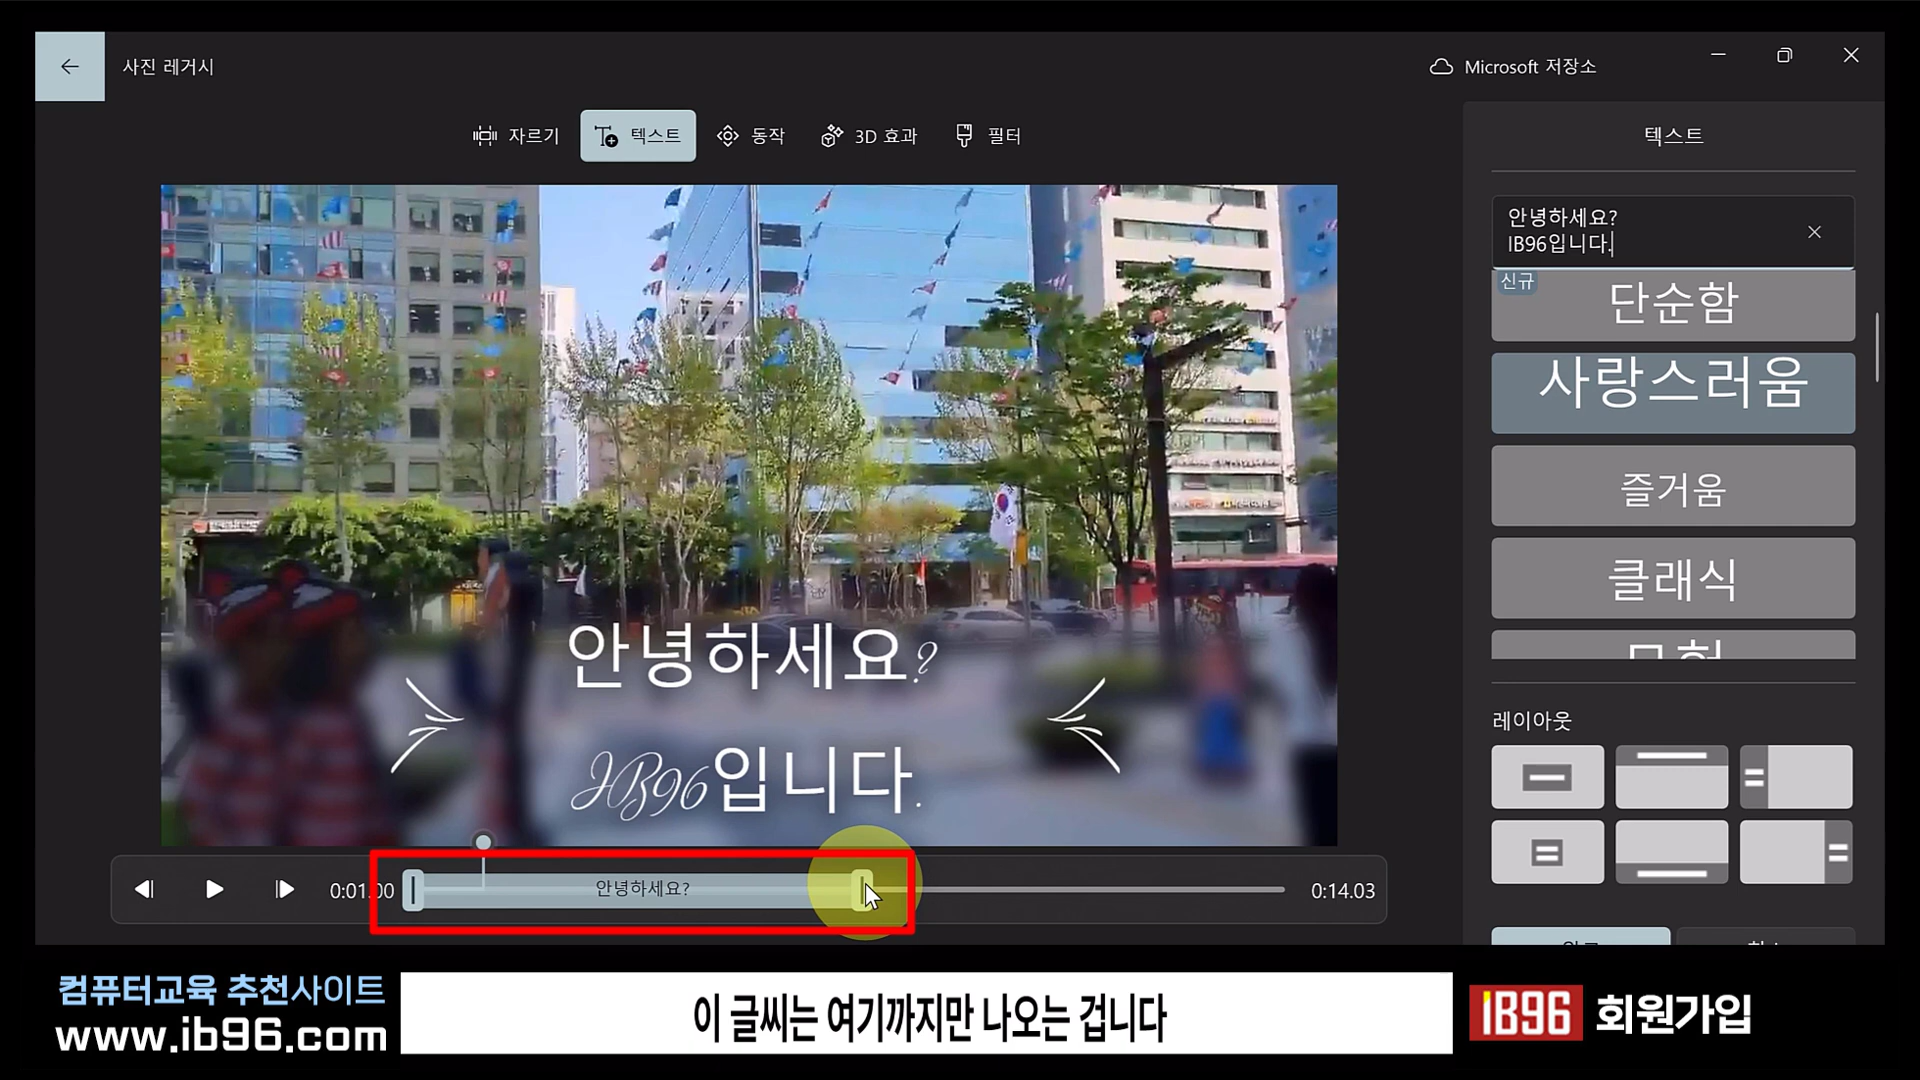 사진 레거시
Microsoft 저장소
자르기
텍스트
동작
3D 효과
필터
텍스트
안녕하세요?
IB96입니다.
신규
단순함
사랑스러움
즐거움
클래식
레이아웃
안녕하세요?
IB96입니다.
0:01.00
안녕하세요?
0:14.03
컴퓨터교육 추천사이트
www.ib96.com
이 글씨는 여기까지만 나오는 겁니다
IB96 회원가입